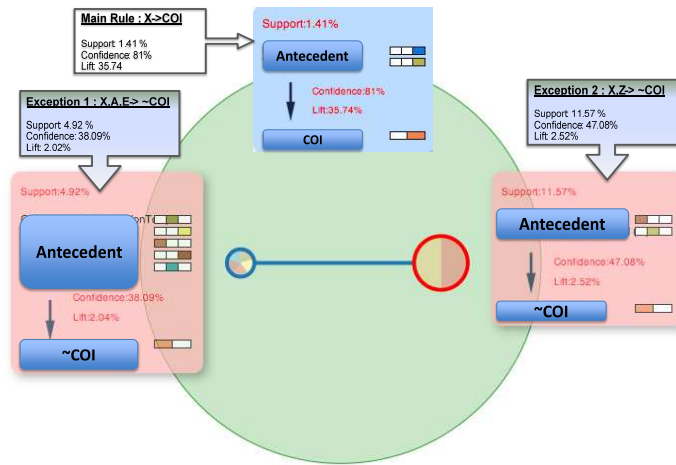 Main Rule : X->COI
Support: 1.41 %
Confidence: 81%
Lift: 35.74
Support:1.41%
Antecedent
Confidence:81%
Lift:35.74%
COI
Exception 1 : X.A.E-> ~COI
Support: 4.92 %
Confidence: 38.09%
Lift: 2.02%
Support:4.92%
Antecedent
Confidence:38.09%
Lift:2.04%
~COI
Exception 2 : X.Z-> ~COI
Support: 11.57 %
Confidence: 47.08%
Lift: 2.52%
Support:11.57%
Antecedent
Confidence:47.08%
Lift:2.52%
~COI